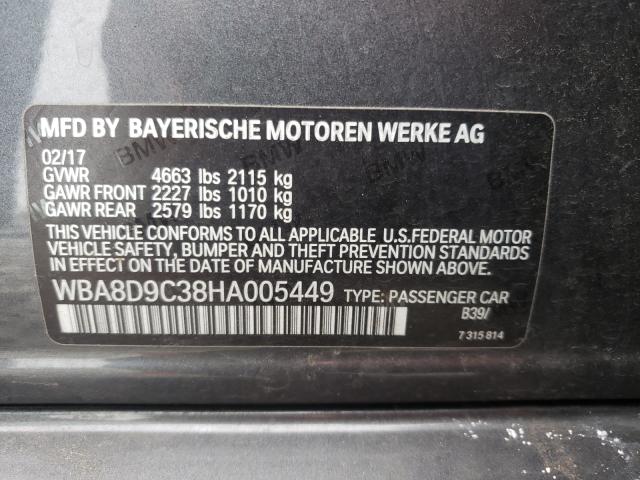 MFD BY BAYERISCHE MOTOREN WERKE AG
02/17
GVWR 4663 lbs 2115 kg
GAWR FRONT 2227 lbs 1010 kg
GAWR REAR 2579 lbs 1170 kg
THIS VEHICLE CONFORMS TO ALL APPLICABLE U.S.FEDERAL MOTOR
VEHICLE SAFETY, BUMPER AND THEFT PREVENTION STANDARDS
IN EFFECT ON THE DATE OF MANUFACTURE SHOWN ABOVE.
WBA8D9C38HA005449 TYPE: PASSENGER CAR
B39/
7 315 814